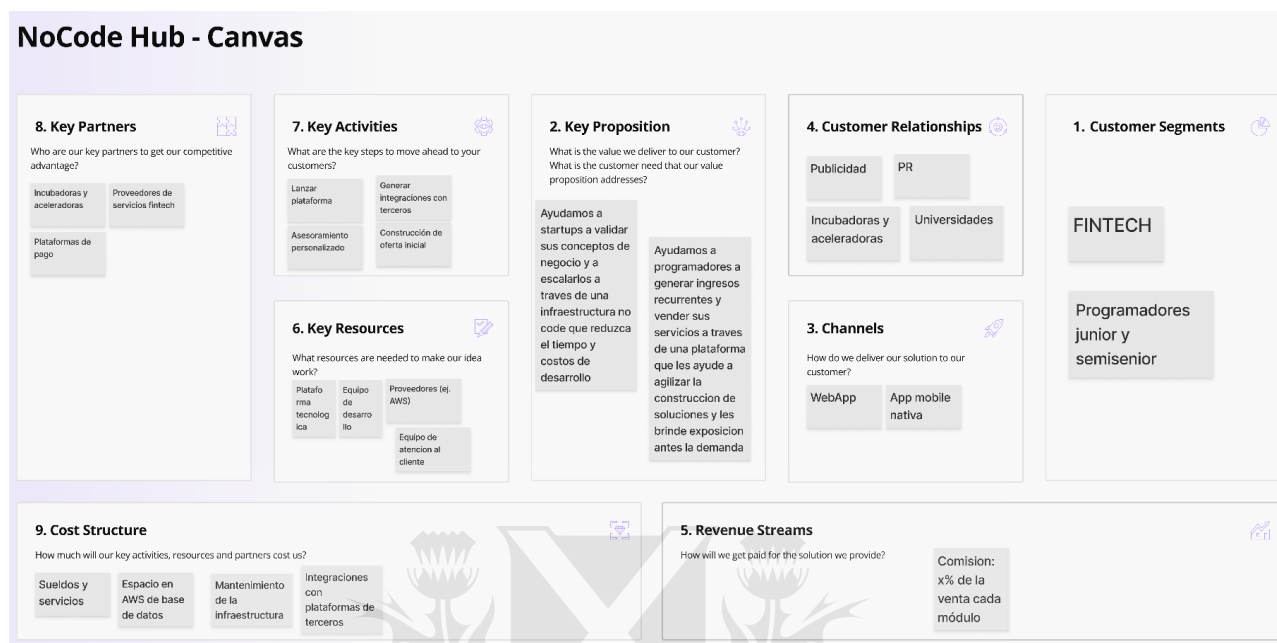 NoCode Hub - Canvas
8. Key Partners
Who are our key partners to get our competitive
advantage?
Incubadoras y
aceleradoras
Proveedores de
servicios fintech
Plataformas de
pago
7. Key Activities
What are the key steps to move ahead to your
customers?
Lanzar
plataforma
Generar
integraciones con
terceros
Asesoramiento
personalizado
Construcción de
oferta inicial
6. Key Resources
What resources are needed to make our idea
work?
Platafo
rma
tecnolog
ica
Equipo
de
desarro
llo
Proveedores (ej.
AWS)
Equipo de
atencion al
cliente
2. Key Proposition
What is the value we deliver to our customer?
What is the customer need that our value
proposition addresses?
Ayudamos a
startups a validar
sus conceptos de
negocio y a
escalarlos a
traves de una
infraestructura no
code que reduzca
el tiempo y
costos de
desarrollo
Ayudamos a
programadores a
generar ingresos
recurrentes y
vender sus
servicios a traves
de una plataforma
que les ayude a
agilizar la
construccion de
soluciones y les
brinde exposicion
antes la demanda
4. Customer Relationships
Publicidad
PR
Incubadoras y
aceleradoras
Universidades
3. Channels
How do we deliver our solution to our
customer?
WebApp
App mobile
nativa
1. Customer Segments
FINTECH
Programadores
junior y
semisenior
9. Cost Structure
How much will our key activities, resources and partners cost us?
Sueldos y
servicios
Espacio en
AWS de base
de datos
Mantenimiento
de la
infraestructura
Integraciones
con
plataformas de
terceros
5. Revenue Streams
How will we get paid for the solution we provide?
Comision:
x% de la
venta cada
módulo